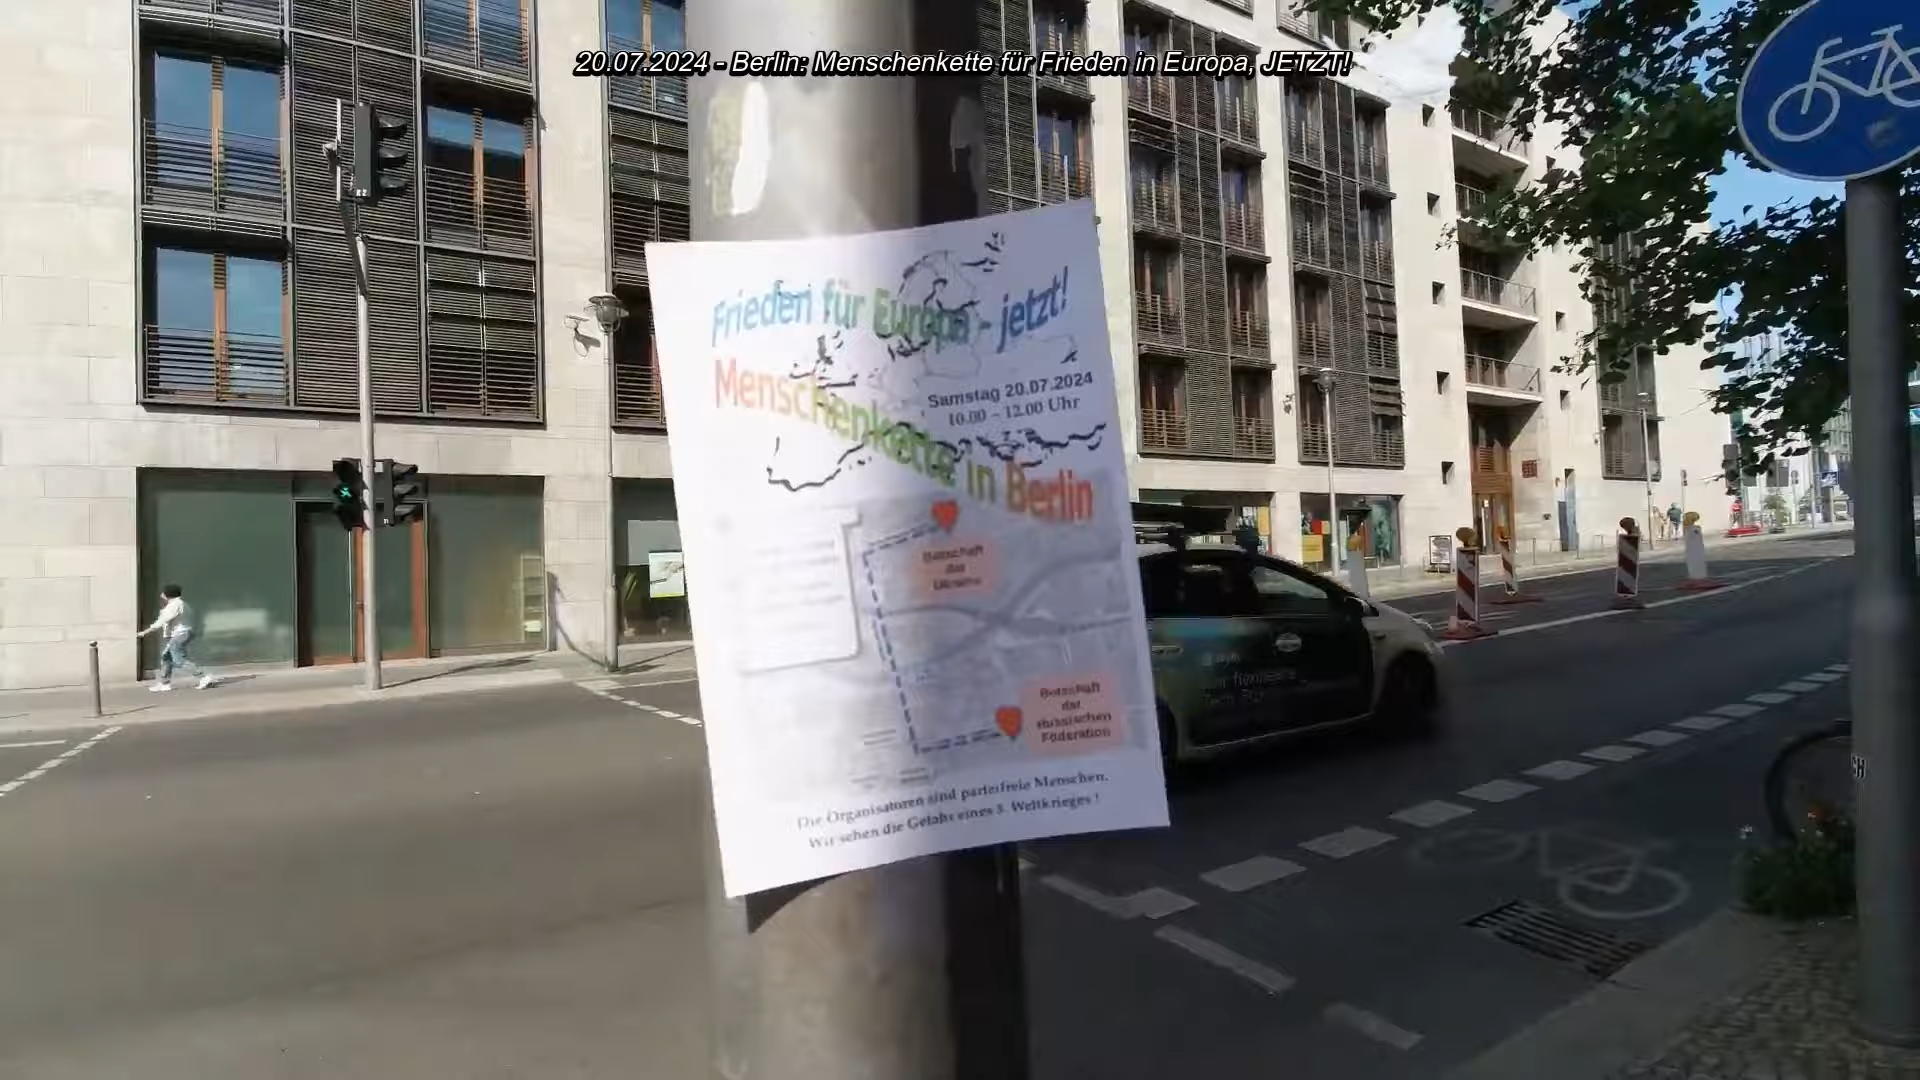 20.07.2024 - Berlin: Menschenkette für Frieden in Europa, JETZT!
Frieden für Europa - jetzt!
Menschenkette in Berlin
Samstag 20.07.2024
10.00 - 12.00 Uhr
Botschaft
der
Ukraine
Botschaft
der
Russischen
Föderation
Die Organisatoren sind parteifreie Menschen.
Wir sehen die Gefahr eines 3. Weltkrieges !